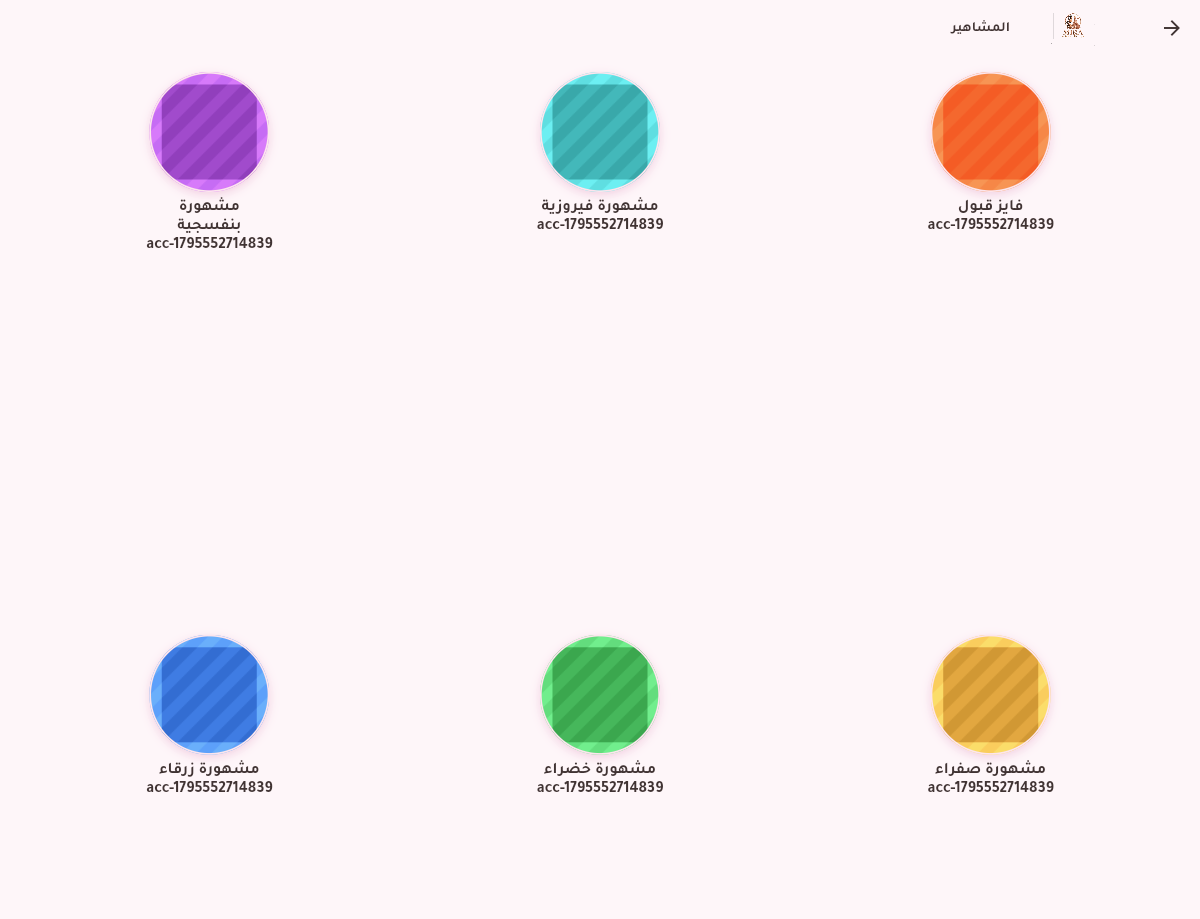 المشاهير
فايز قبول
acc-1795552714839
مشهورة فيروزية
acc-1795552714839
مشهورة
بنفسجية
acc-1795552714839
مشهورة صفراء
acc-1795552714839
مشهورة خضراء
acc-1795552714839
مشهورة زرقاء
acc-1795552714839